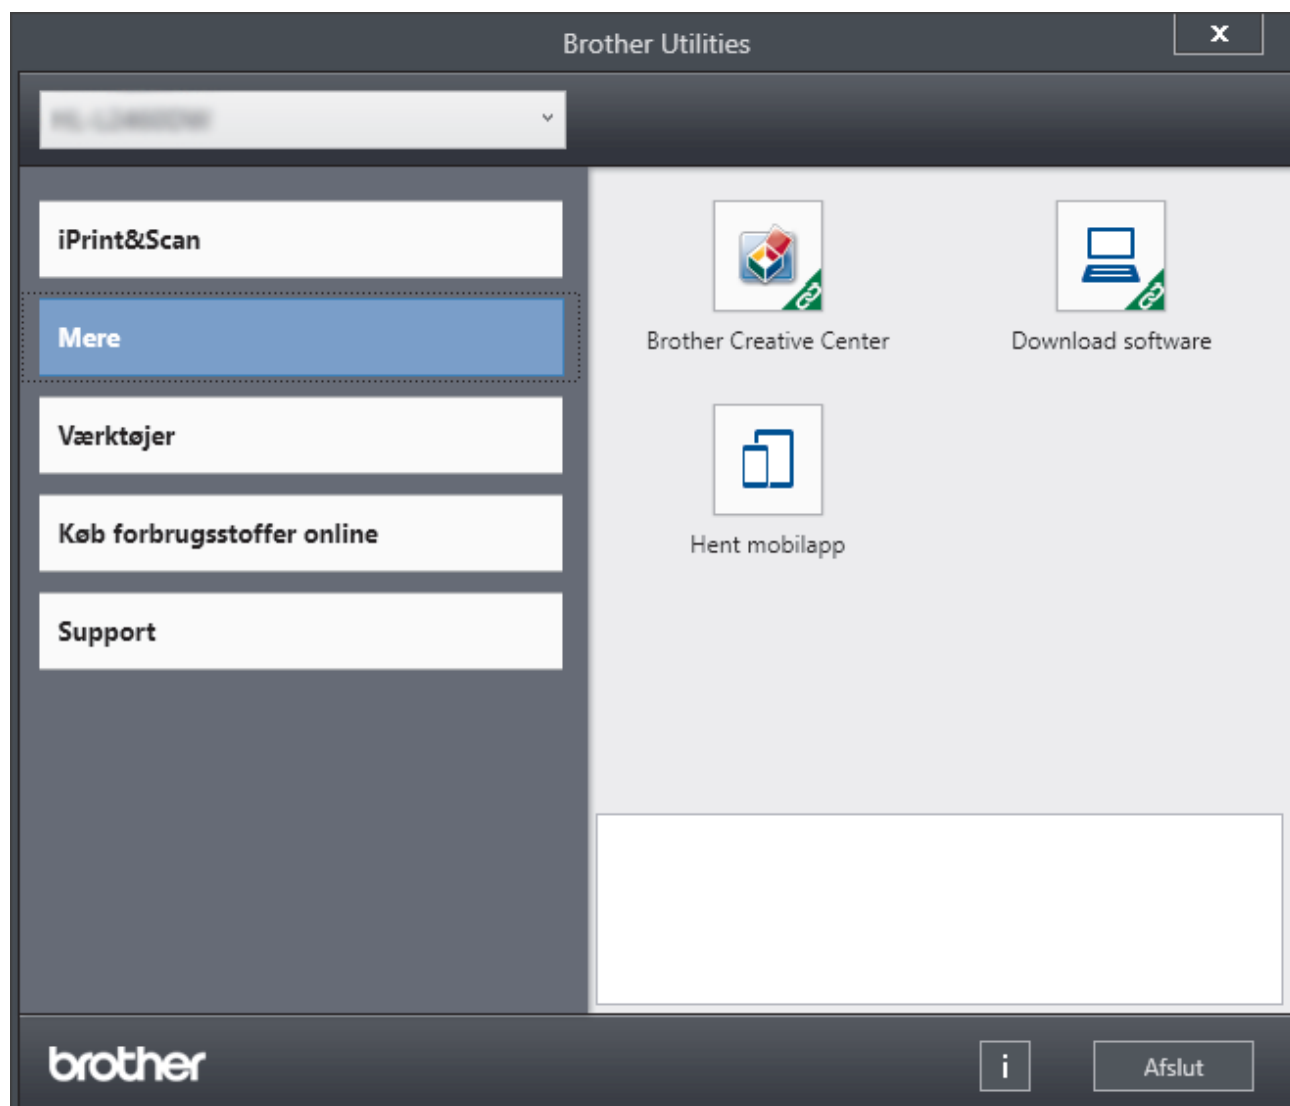 Brother Utilities
x
iPrint&Scan
Mere
Værktøjer
Køb forbrugsstoffer online
Support
Brother Creative Center
Download software
Hent mobilapp
brother
i
Afslut